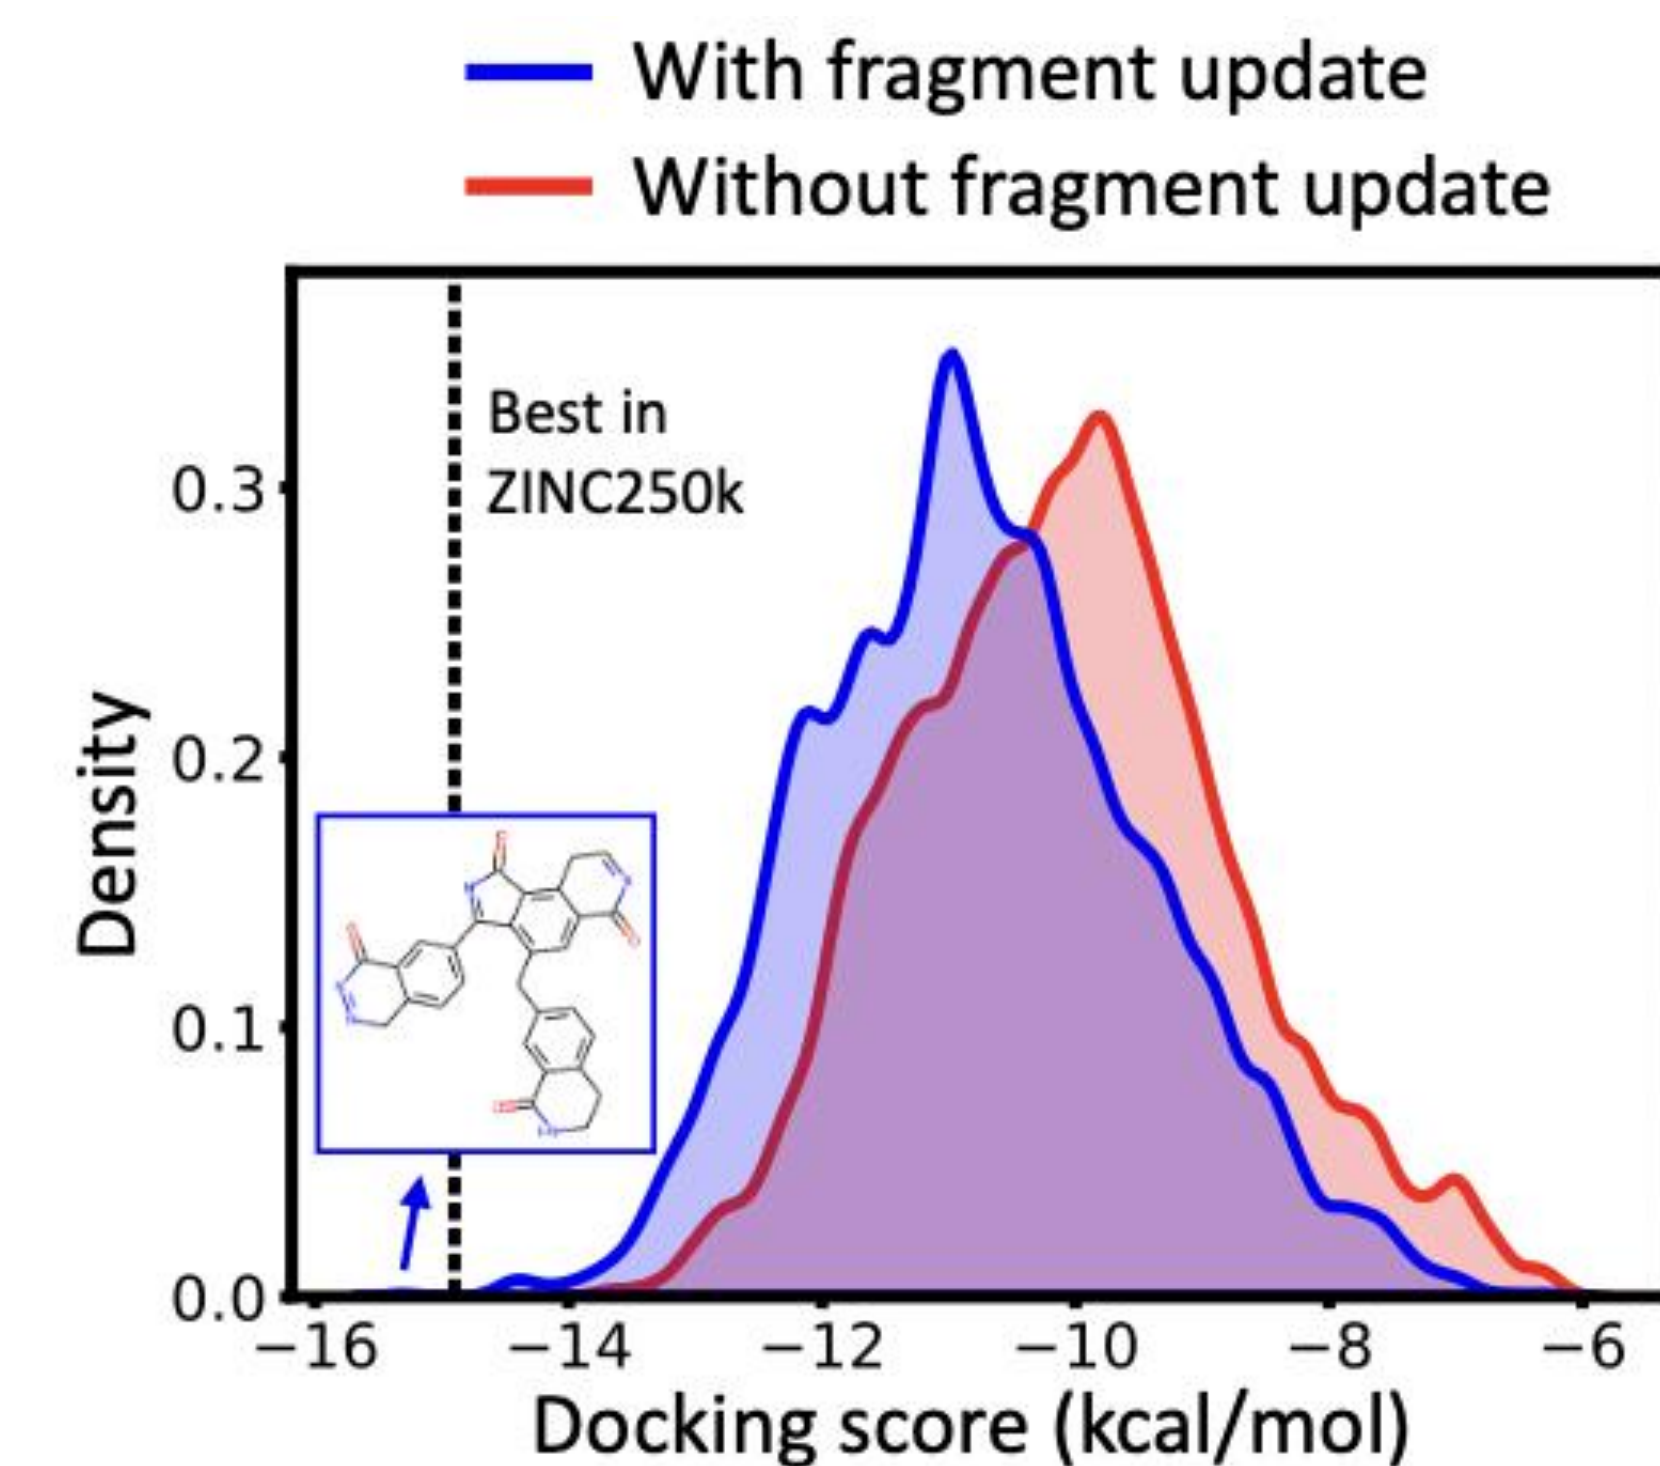 With fragment update
Without fragment update
Best in
ZINC250k
0.3
0.2
0.1
0.0
Density
−16 −14 −12 −10 −8 −6
Docking score (kcal/mol)